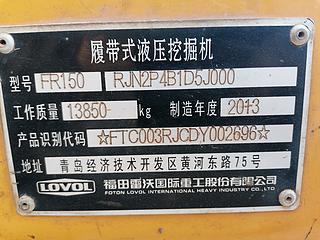 履带式液压挖掘机
型号 FR150 RJN2P4B1D5J000
工作质量 13850 kg 制造年度 2013
产品识别代码 ☆FTC003RJCDY002696☆
地址 青岛经济技术开发区黄河东路75号
LOVOL 福田雷沃国际重工股份有限公司
FOTON LOVOL INTERNATIONAL HEAVY INDUSTRY CO., LTD